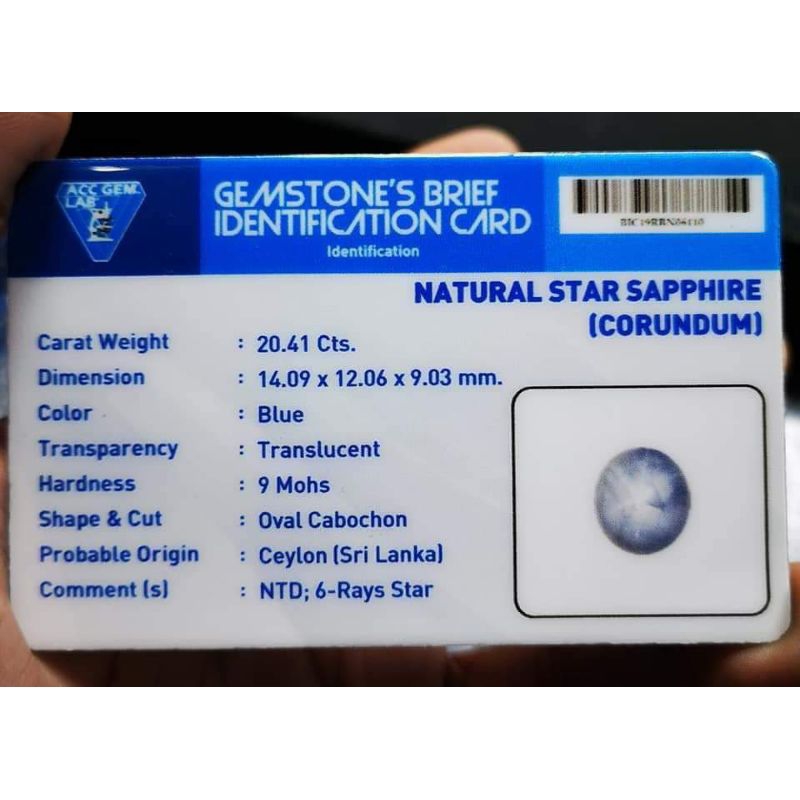 ACC GEM
LAB
GEMSTONE'S BRIEF
IDENTIFICATION CARD
Identification
NATURAL STAR SAPPHIRE
(CORUNDUM)
Carat Weight : 20.41 Cts.
Dimension : 14.09 x 12.06 x 9.03 mm.
Color : Blue
Transparency : Translucent
Hardness : 9 Mohs
Shape & Cut : Oval Cabochon
Probable Origin : Ceylon (Sri Lanka)
Comment (s) : NTD; 6-Rays Star